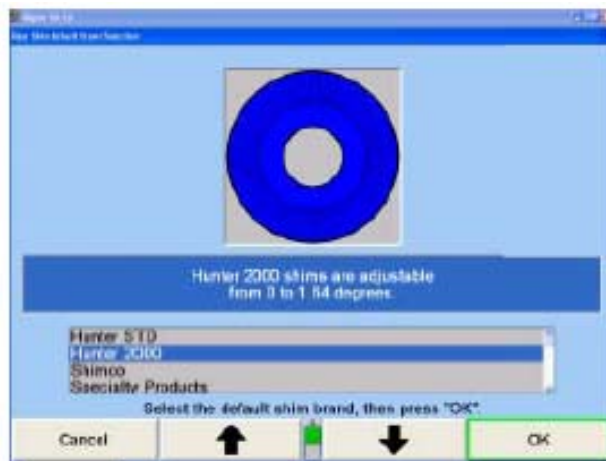 Hunter 2000 shims are adjustable
from 0 to 1.64 degrees.
Hunter STD
Hunter 2000
Shimco
Specialty Products
Select the default shim brand, then press "OK".
Cancel
OK